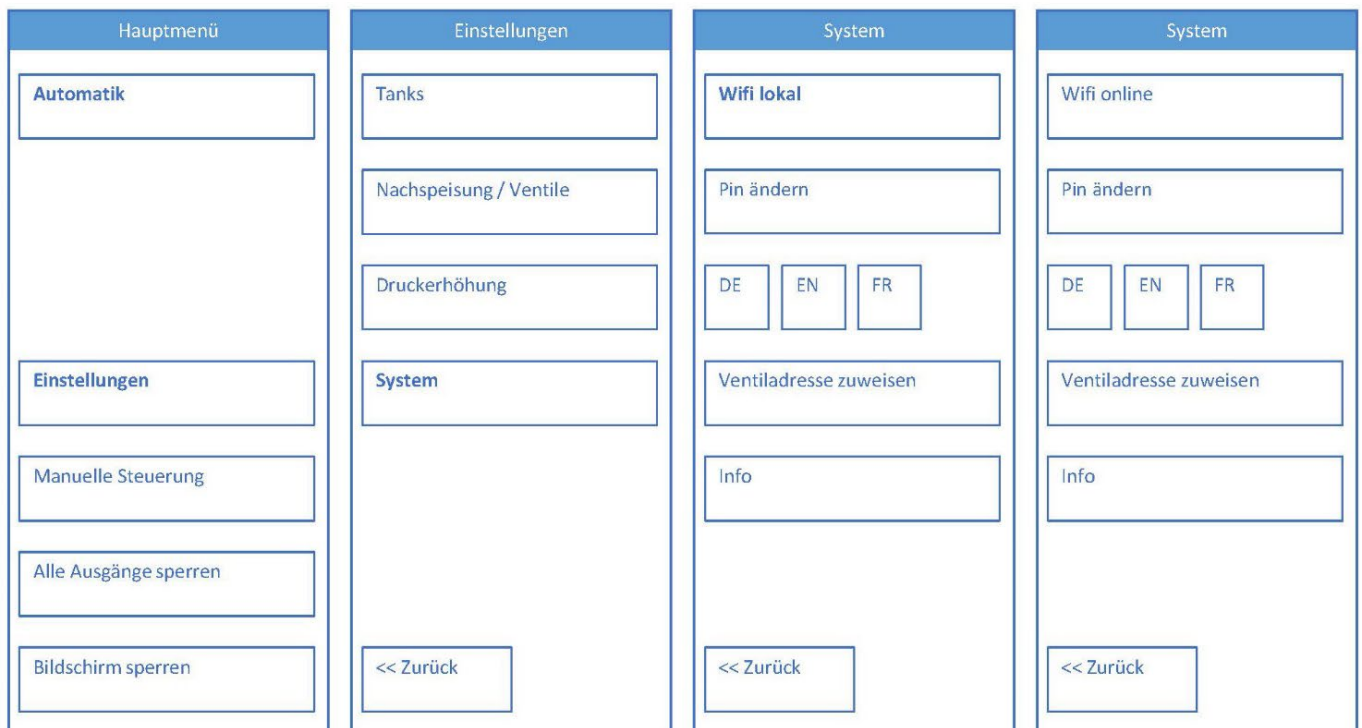 Hauptmenü
Automatik
Einstellungen
Manuelle Steuerung
Alle Ausgänge sperren
Bildschirm sperren
Einstellungen
Tanks
Nachspeisung / Ventile
Druckerhöhung
System
<< Zurück
System
Wifi lokal
Pin ändern
DE EN FR
Ventiladresse zuweisen
Info
<< Zurück
System
Wifi online
Pin ändern
DE EN FR
Ventiladresse zuweisen
Info
<< Zurück